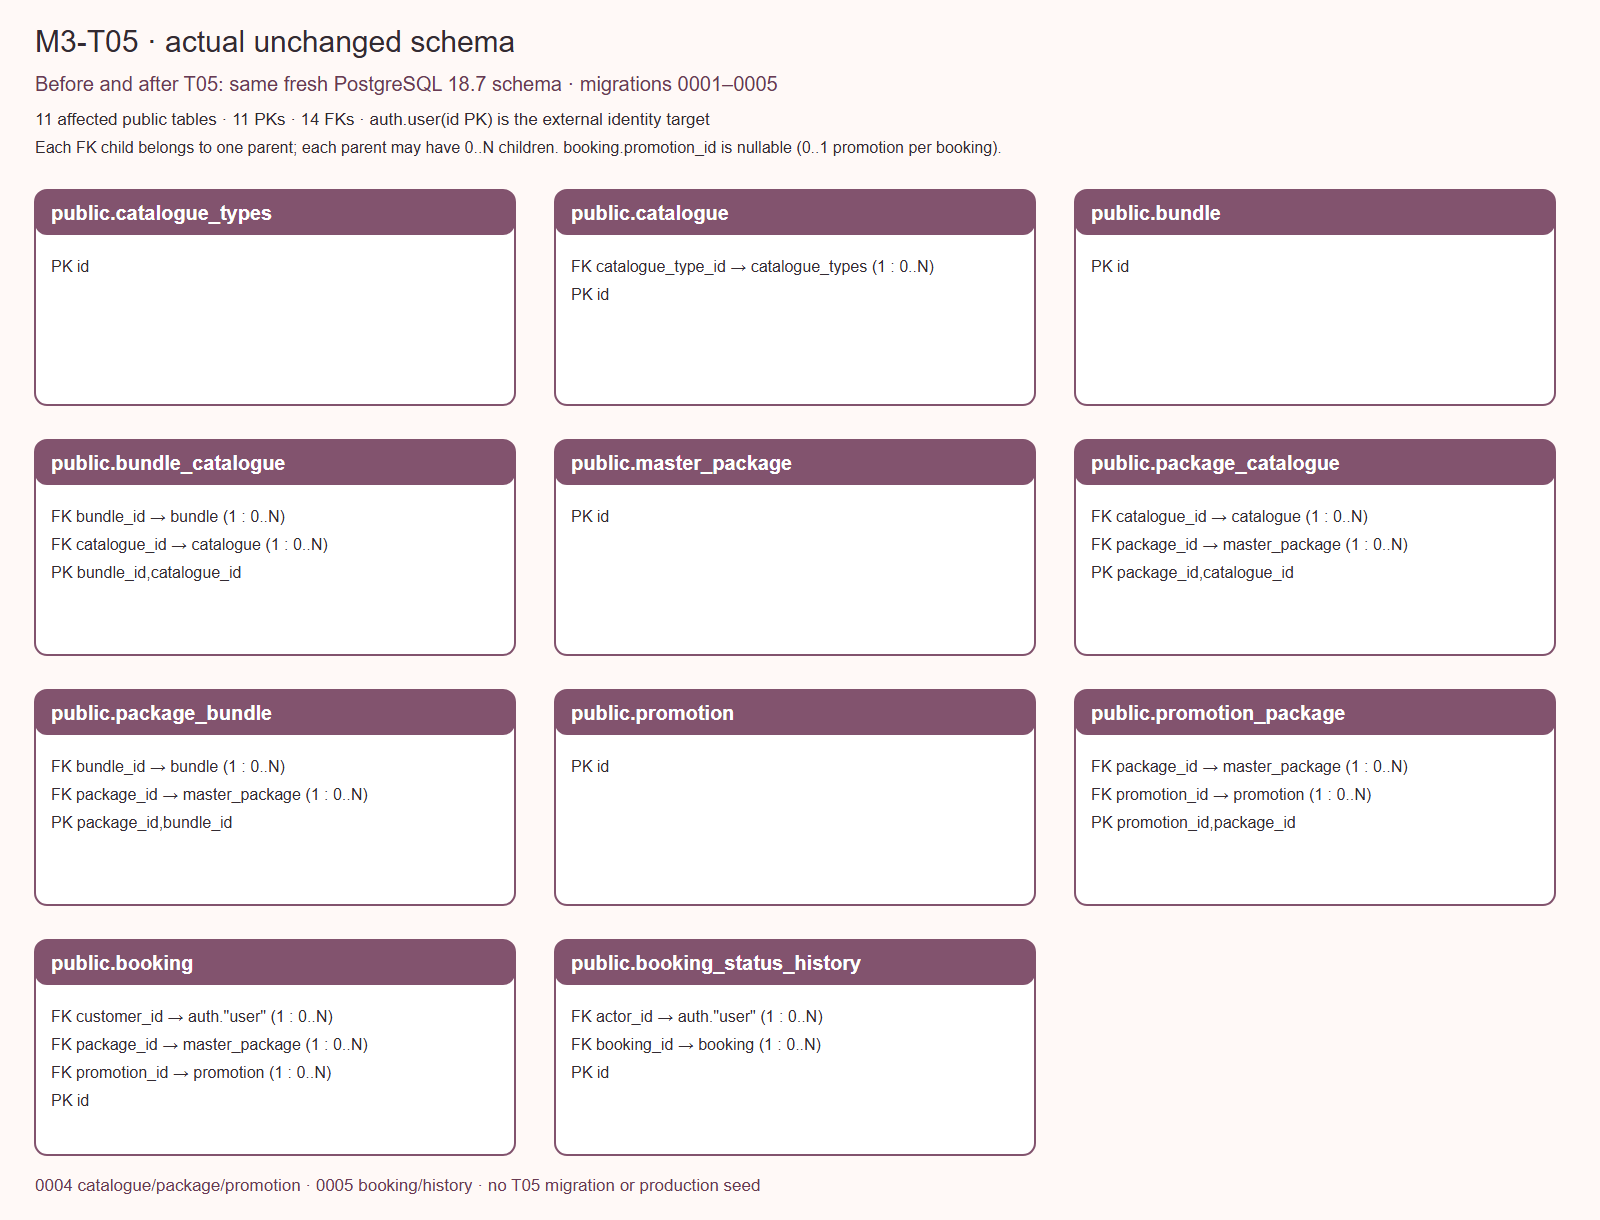 M3-T05 · actual unchanged schema
Before and after T05: same fresh PostgreSQL 18.7 schema · migrations 0001–0005
11 affected public tables · 11 PKs · 14 FKs · auth.user(id PK) is the external identity target
Each FK child belongs to one parent; each parent may have 0..N children. booking.promotion_id is nullable (0..1 promotion per booking).
public.catalogue_types
PK id
public.catalogue
FK catalogue_type_id → catalogue_types (1 : 0..N)
PK id
public.bundle
PK id
public.bundle_catalogue
FK bundle_id → bundle (1 : 0..N)
FK catalogue_id → catalogue (1 : 0..N)
PK bundle_id,catalogue_id
public.master_package
PK id
public.package_catalogue
FK catalogue_id → catalogue (1 : 0..N)
FK package_id → master_package (1 : 0..N)
PK package_id,catalogue_id
public.package_bundle
FK bundle_id → bundle (1 : 0..N)
FK package_id → master_package (1 : 0..N)
PK package_id,bundle_id
public.promotion
PK id
public.promotion_package
FK package_id → master_package (1 : 0..N)
FK promotion_id → promotion (1 : 0..N)
PK promotion_id,package_id
public.booking
FK customer_id → auth."user" (1 : 0..N)
FK package_id → master_package (1 : 0..N)
FK promotion_id → promotion (1 : 0..N)
PK id
public.booking_status_history
FK actor_id → auth."user" (1 : 0..N)
FK booking_id → booking (1 : 0..N)
PK id
0004 catalogue/package/promotion · 0005 booking/history · no T05 migration or production seed